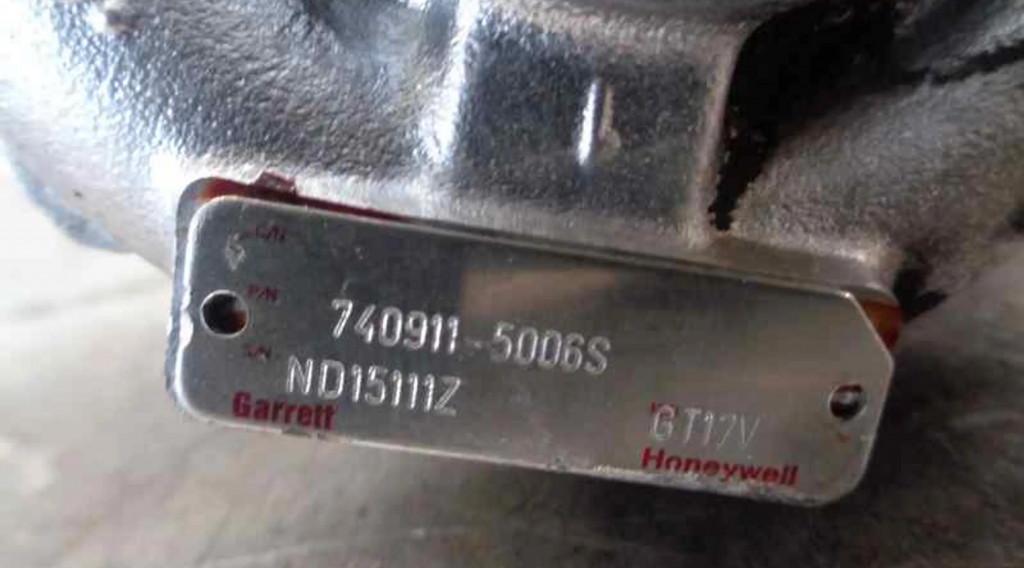 P/N 740911-5006S
S/N ND15111Z
Garrett
GT17V
Honeywell